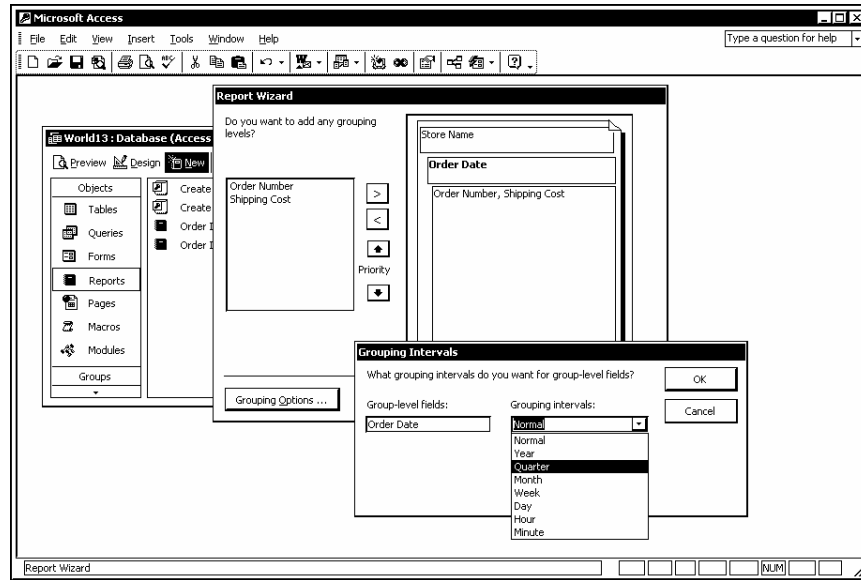 Microsoft Access
File Edit View Insert Tools Window Help
Type a question for help
Report Wizard
Do you want to add any grouping
levels?
Order Number
Shipping Cost
>
<
Priority
Grouping Options ...
Store Name
Order Date
Order Number, Shipping Cost
World13 : Database (Access
Preview Design New
Objects
Tables
Queries
Forms
Reports
Pages
Macros
Modules
Groups
Create
Create
Order I
Order I
Grouping Intervals
What grouping intervals do you want for group-level fields?
OK
Cancel
Group-level fields:
Grouping intervals:
Order Date
Normal
Normal
Year
Quarter
Month
Week
Day
Hour
Minute
Report Wizard
NUM